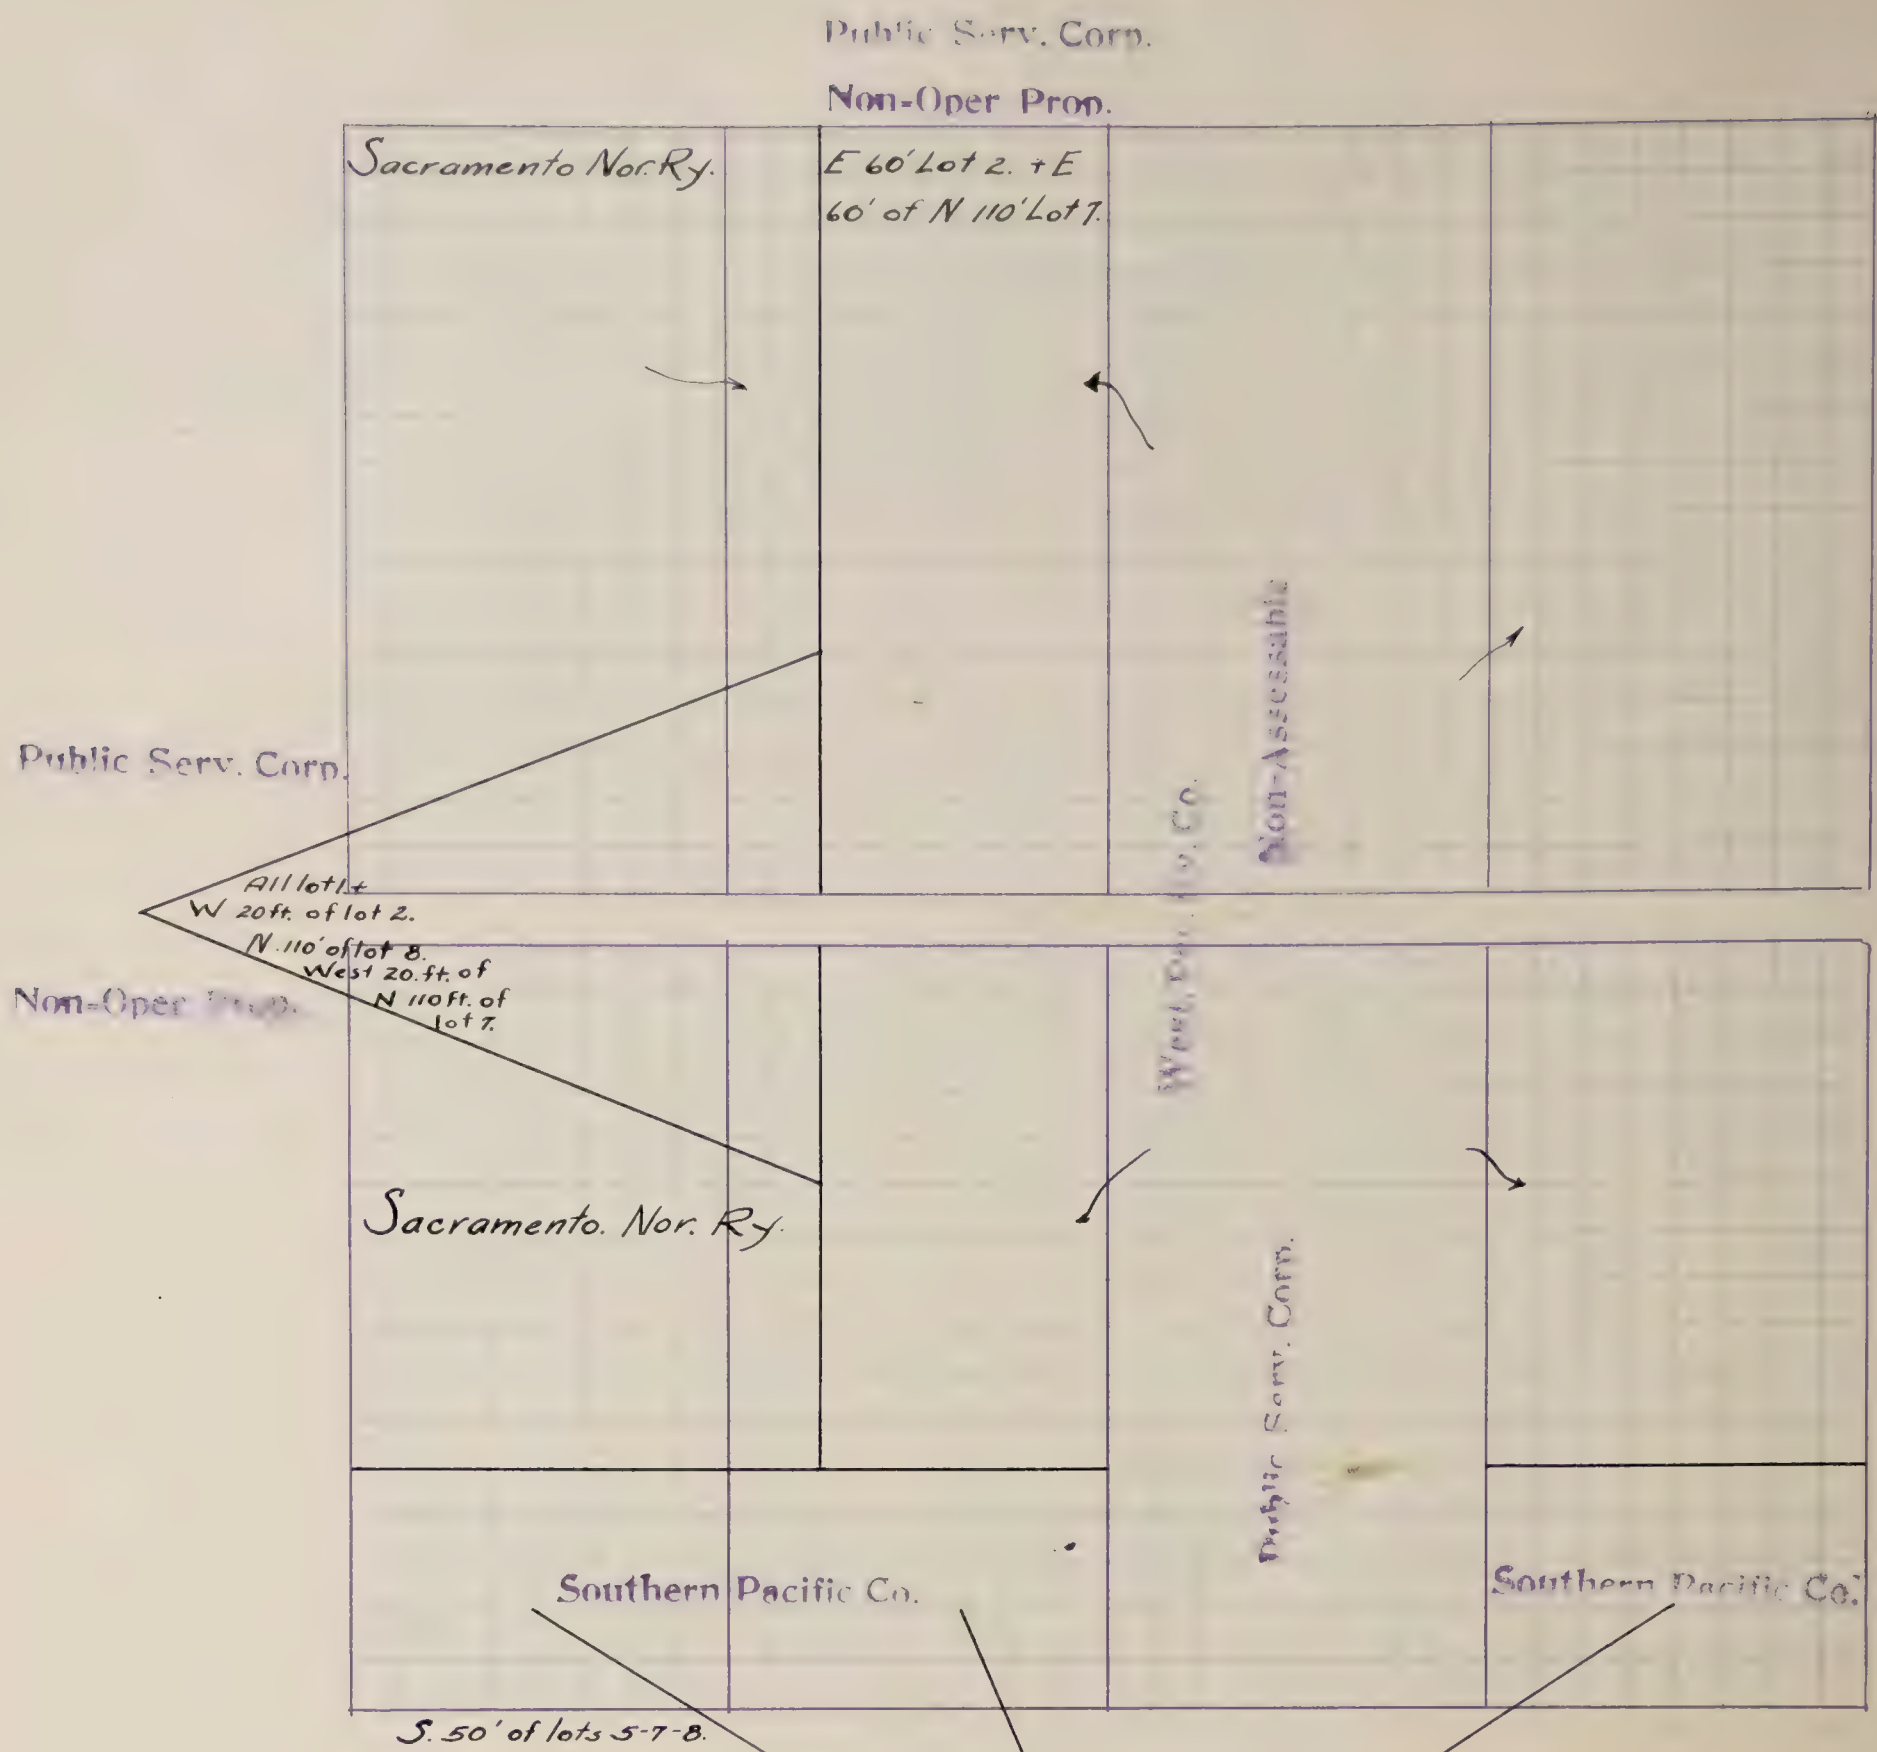 Public Serv. Corp.
Non-Oper Prop.
Sacramento Nor. Ry.
E 60' Lot 2. + E
60' of N 110' Lot 7.
Non-Assessable
Public Serv. Corp.
West. Pac. Ry. Co.
All lot 1 +
W 20 ft. of lot 2.
N. 110' of lot 8.
West 20. ft. of
N 110 ft. of
lot 7.
Non-Oper Prop.
Sacramento. Nor. Ry.
Public Serv. Corp.
Southern Pacific Co.
Southern Pacific Co.
S. 50' of lots 5-7-8.